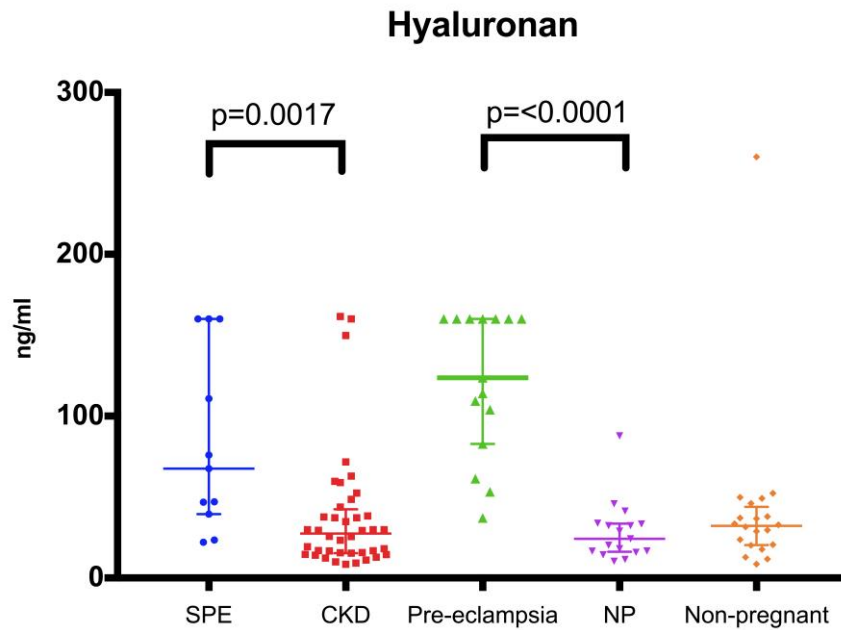 Hyaluronan
300
p=0.0017
p=<0.0001
200
ng/ml
100
0
SPE
CKD
Pre-eclampsia
NP
Non-pregnant